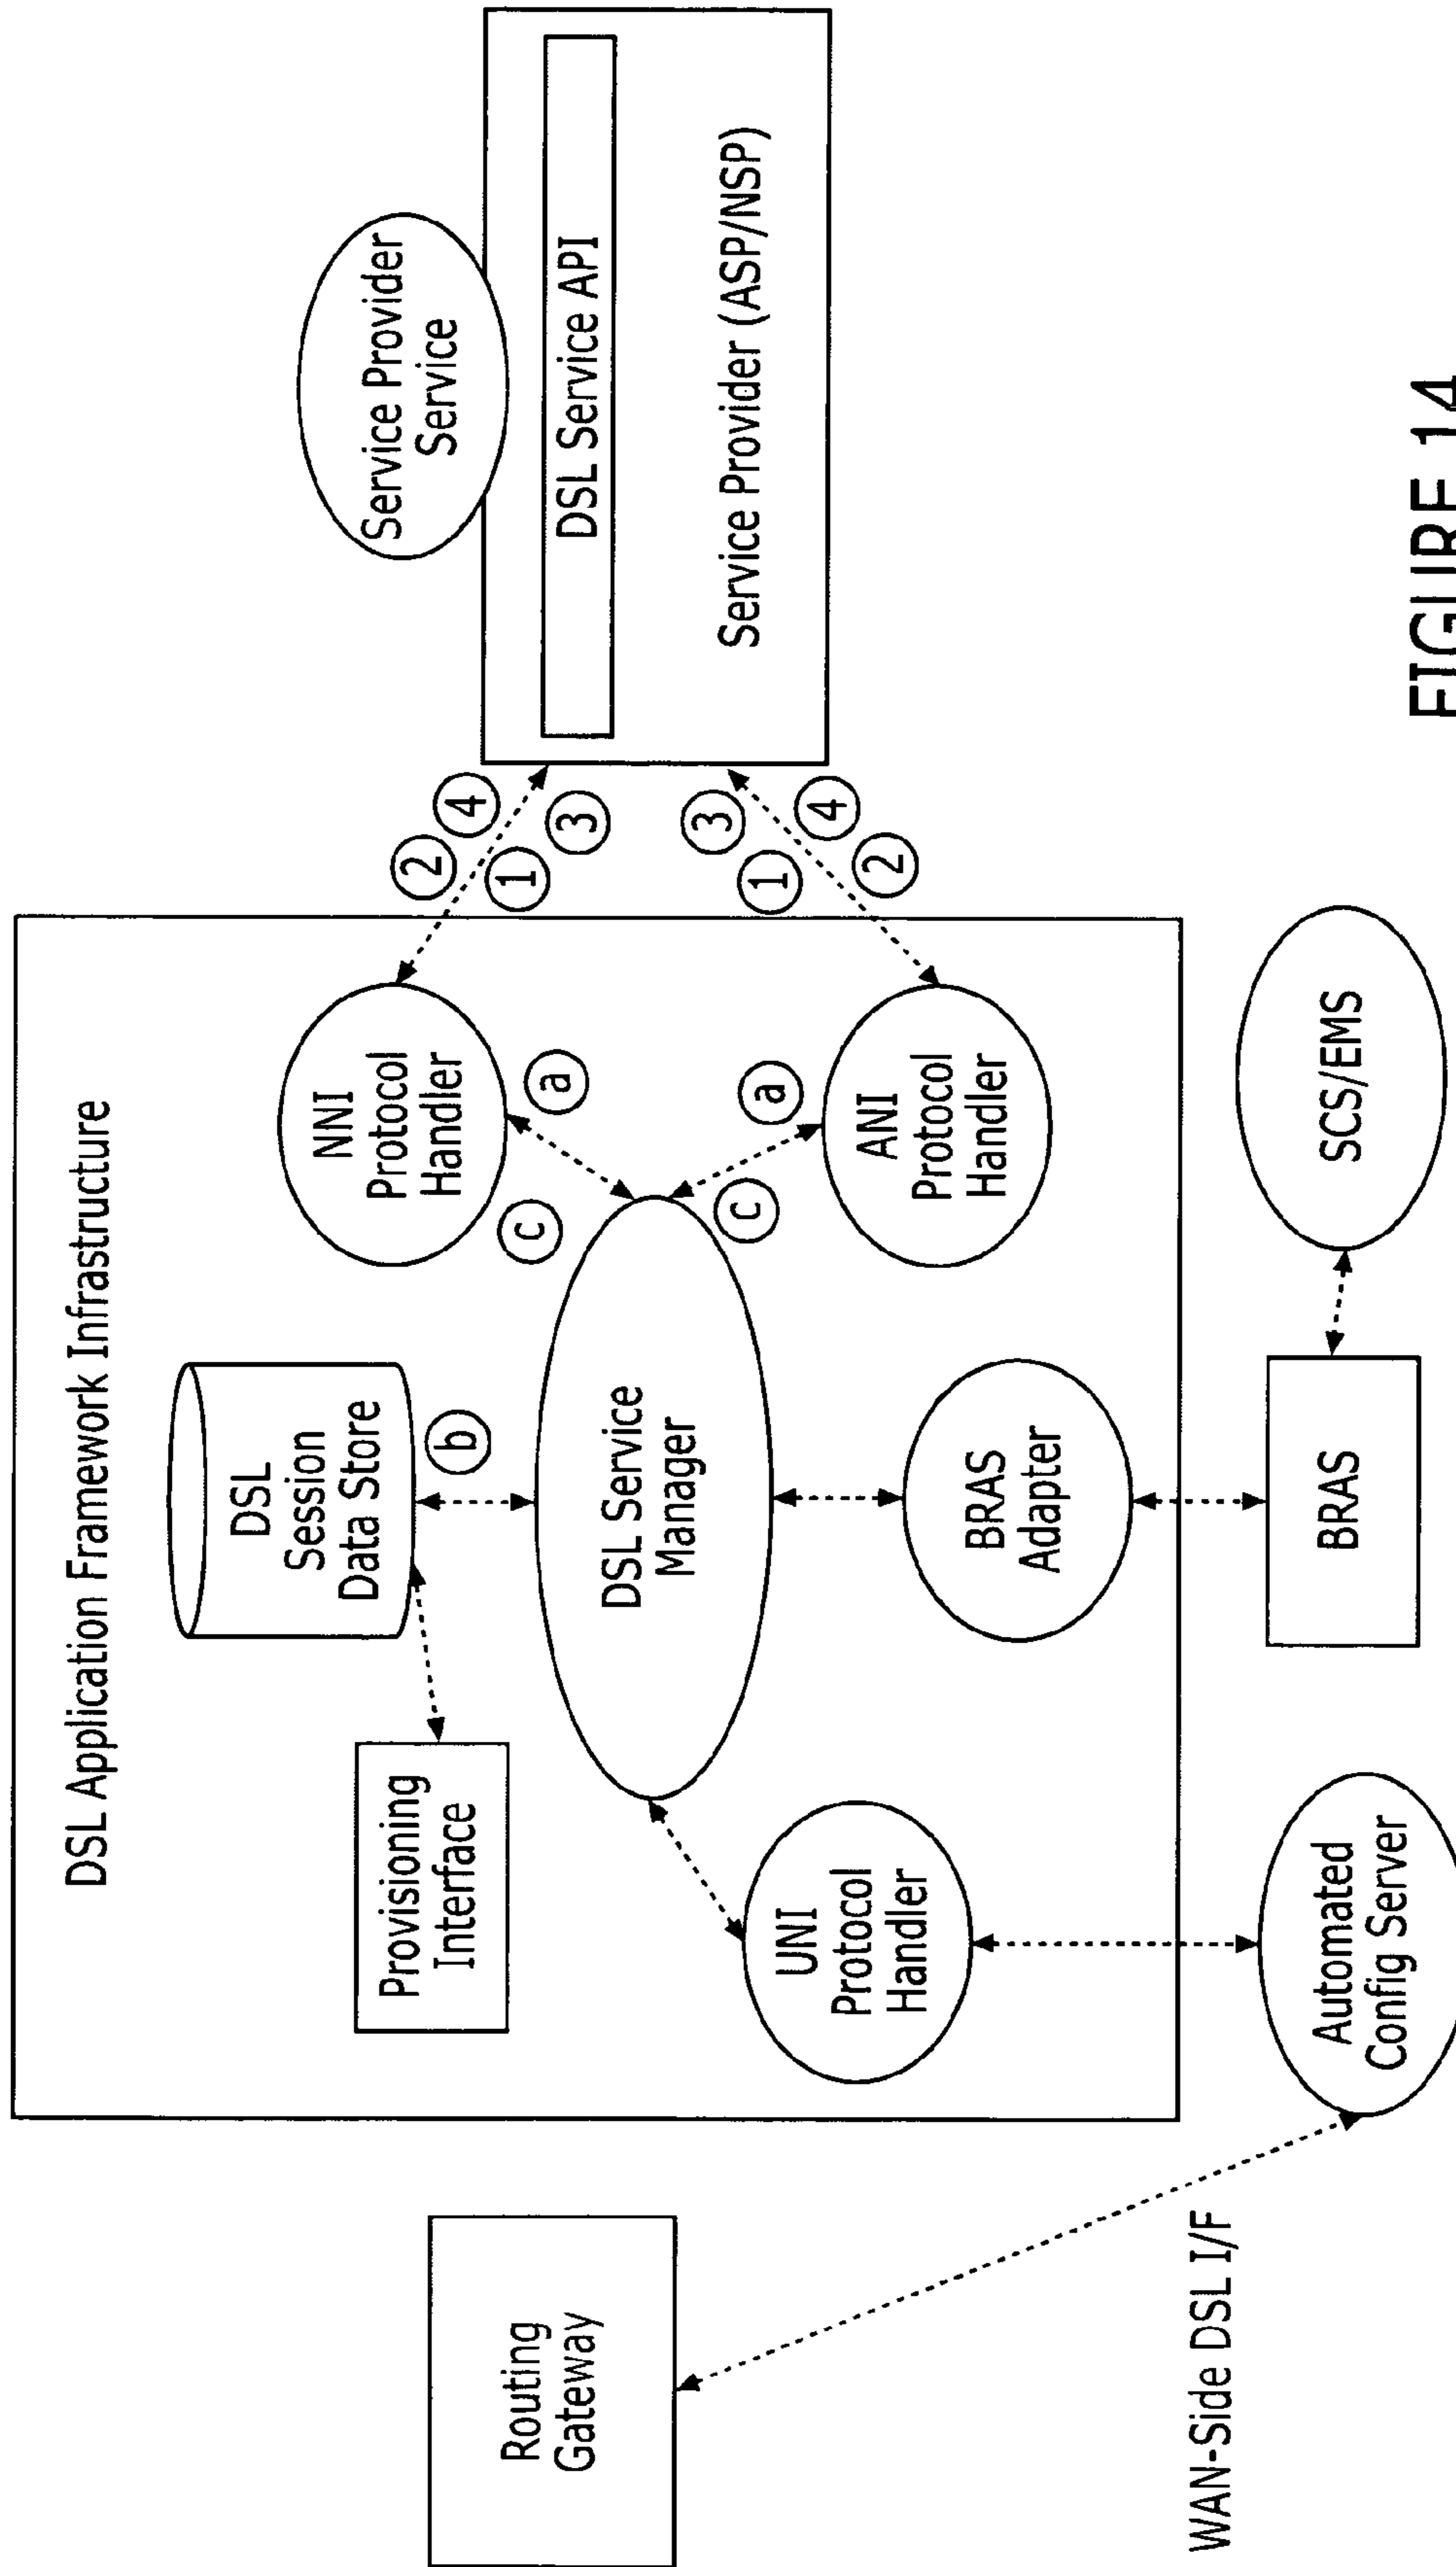 DSL Application Framework Infrastructure
Routing
Gateway
WAN-Side DSL I/F
Provisioning
Interface
DSL
Session
Data Store
b
DSL Service
Manager
UNI
Protocol
Handler
BRAS
Adapter
NNI
Protocol
Handler
c
a
a
c
ANI
Protocol
Handler
2
4
1
3
3
1
4
2
Service Provider
Service
DSL Service API
Service Provider (ASP/NSP)
Automated
Config Server
BRAS
SCS/EMS
FIGURE 14